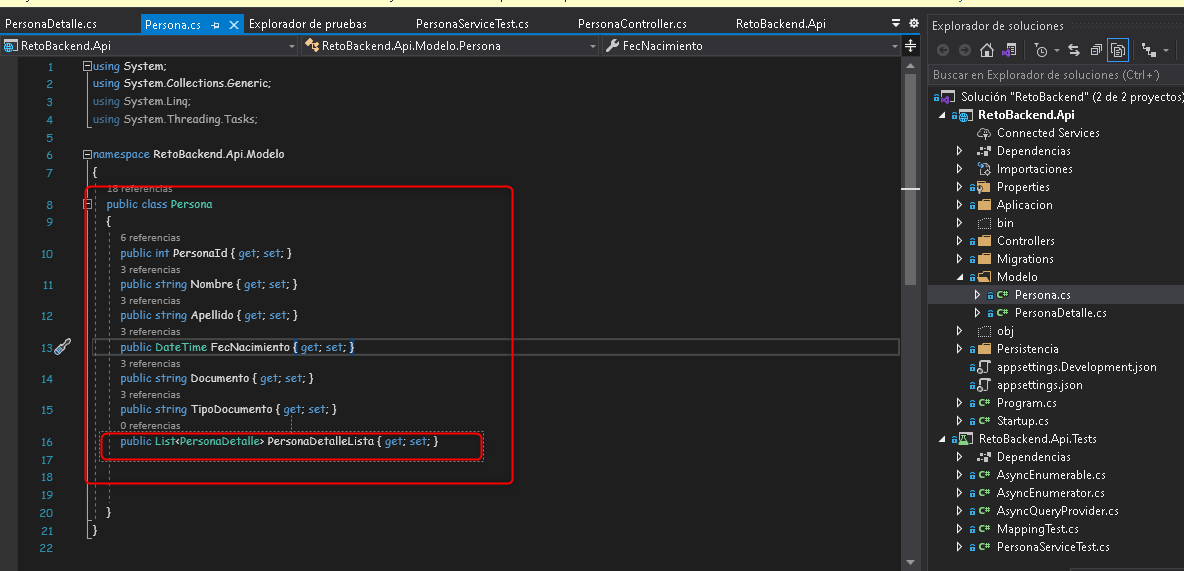 PersonaDetalle.cs
Persona.cs
Explorador de pruebas
PersonaServiceTest.cs
PersonaController.cs
RetoBackend.Api
RetoBackend.Api
RetoBackend.Api.Modelo.Persona
FecNacimiento
1 using System;
2 using System.Collections.Generic;
3 using System.Linq;
4 using System.Threading.Tasks;
5
6 namespace RetoBackend.Api.Modelo
7 {
18 referencias
8 public class Persona
9 {
6 referencias
10 public int PersonaId { get; set; }
3 referencias
11 public string Nombre { get; set; }
3 referencias
12 public string Apellido { get; set; }
3 referencias
13 public DateTime FecNacimiento { get; set; }
3 referencias
14 public string Documento { get; set; }
3 referencias
15 public string TipoDocumento { get; set; }
0 referencias
16 public List<PersonaDetalle> PersonaDetalleLista { get; set; }
17
18
19
20 }
21 }
22
Explorador de soluciones
Buscar en Explorador de soluciones (Ctrl+´)
Solución "RetoBackend" (2 de 2 proyectos)
RetoBackend.Api
Connected Services
Dependencias
Importaciones
Properties
Aplicacion
bin
Controllers
Migrations
Modelo
C# Persona.cs
C# PersonaDetalle.cs
obj
Persistencia
appsettings.Development.json
appsettings.json
C# Program.cs
C# Startup.cs
RetoBackend.Api.Tests
Dependencias
C# AsyncEnumerable.cs
C# AsyncEnumerator.cs
C# AsyncQueryProvider.cs
C# MappingTest.cs
C# PersonaServiceTest.cs